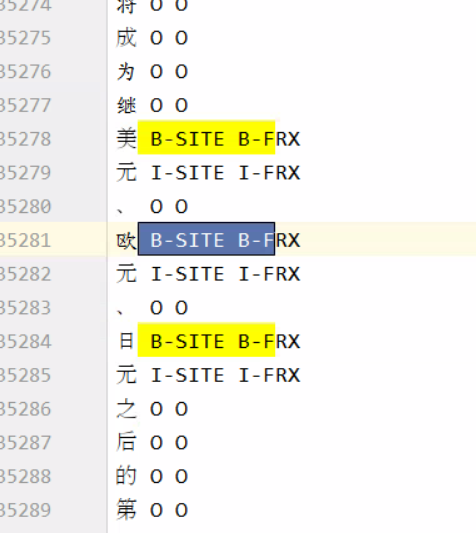 35274 将 O O
35275 成 O O
35276 为 O O
35277 继 O O
35278 美 B-SITE B-FRX
35279 元 I-SITE I-FRX
35280 、 O O
35281 欧 B-SITE B-FRX
35282 元 I-SITE I-FRX
35283 、 O O
35284 日 B-SITE B-FRX
35285 元 I-SITE I-FRX
35286 之 O O
35287 后 O O
35288 的 O O
35289 第 O O